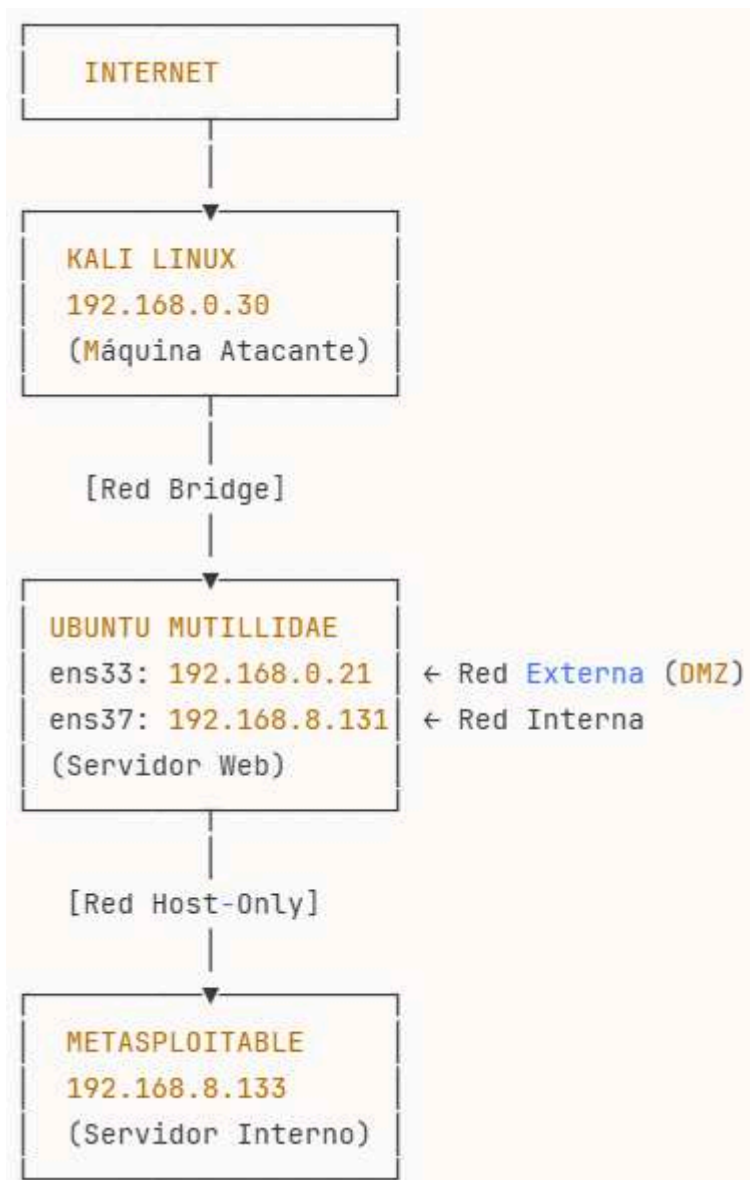 INTERNET
KALI LINUX
192.168.0.30
(Máquina Atacante)
[Red Bridge]
UBUNTU MUTILLIDAE
ens33: 192.168.0.21 ← Red Externa (DMZ)
ens37: 192.168.8.131 ← Red Interna
(Servidor Web)
[Red Host-Only]
METASPLOITABLE
192.168.8.133
(Servidor Interno)